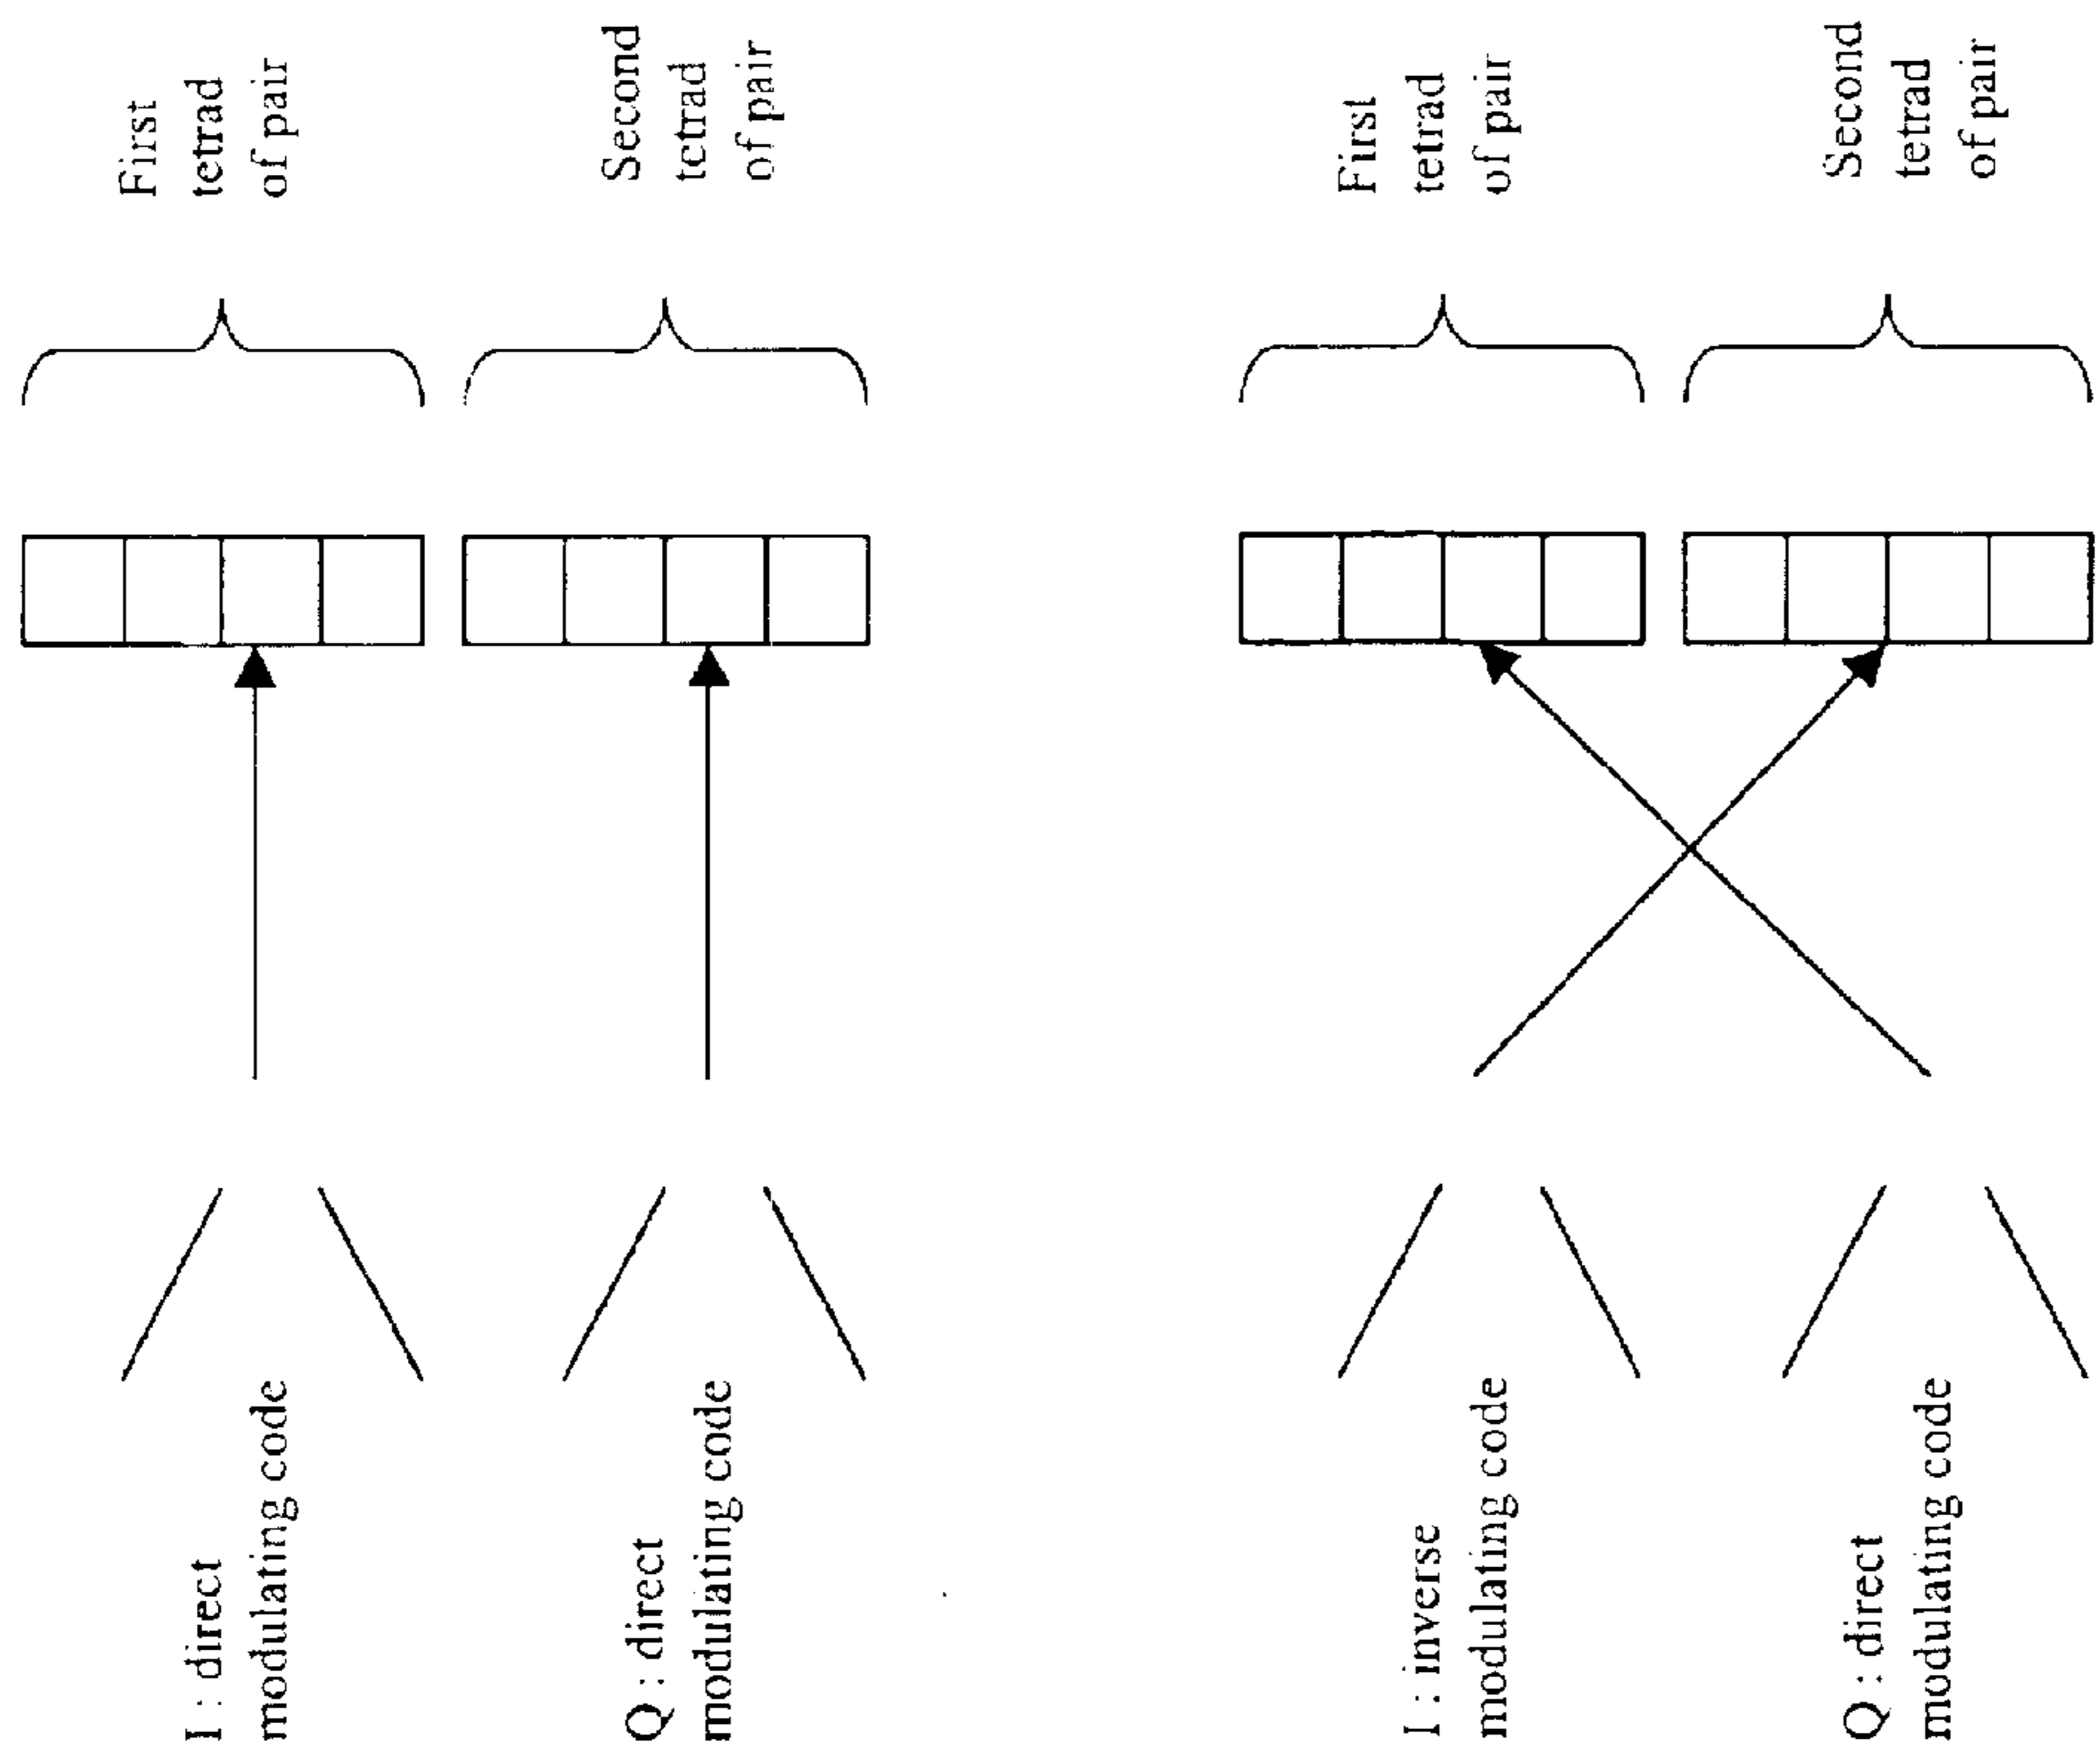 I : direct
modulating code
First
tetrad
of pair
Q : direct
modulating code
Second
tetrad
of pair
I : inverse
modulating code
First
tetrad
of pair
Q : direct
modulating code
Second
tetrad
of pair